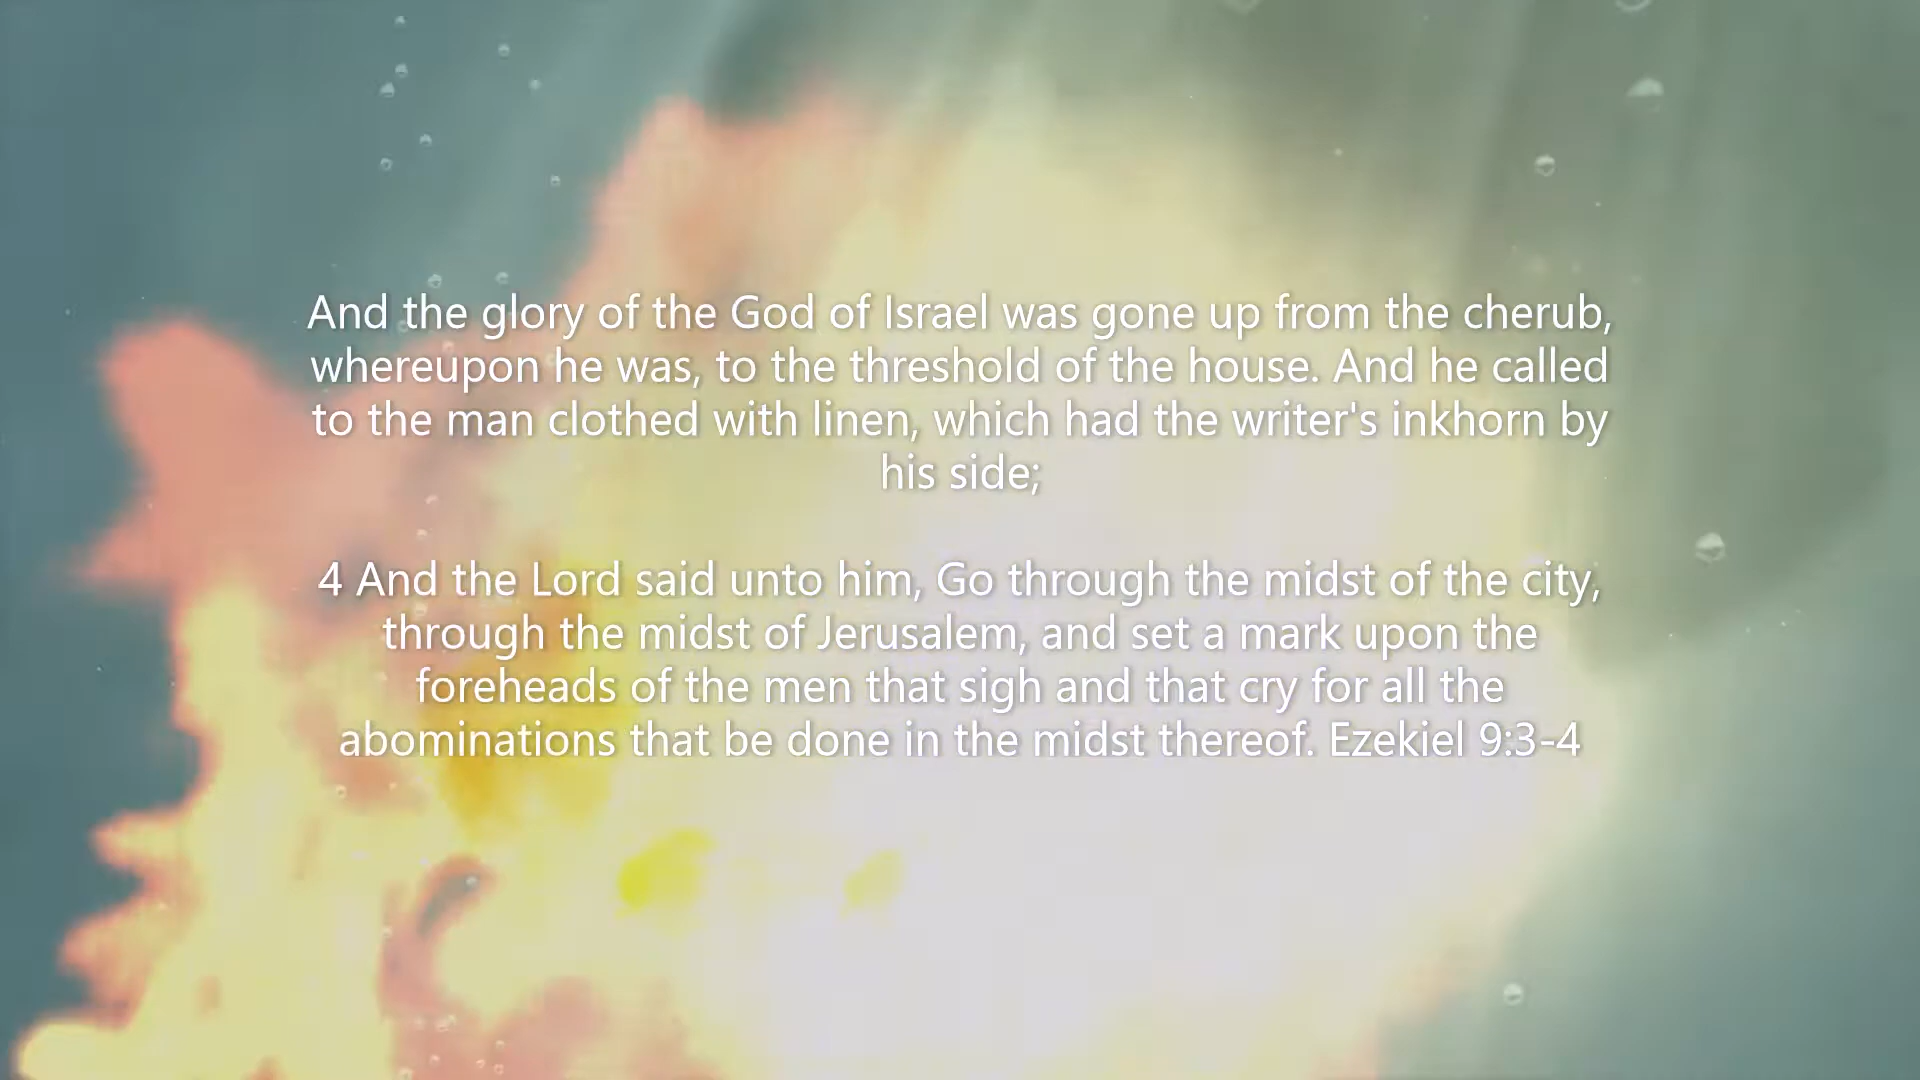 And the glory of the God of Israel was gone up from the cherub,
whereupon he was, to the threshold of the house. And he called
to the man clothed with linen, which had the writer's inkhorn by
his side;
4 And the Lord said unto him, Go through the midst of the city,
through the midst of Jerusalem, and set a mark upon the
foreheads of the men that sigh and that cry for all the
abominations that be done in the midst thereof. Ezekiel 9:3-4